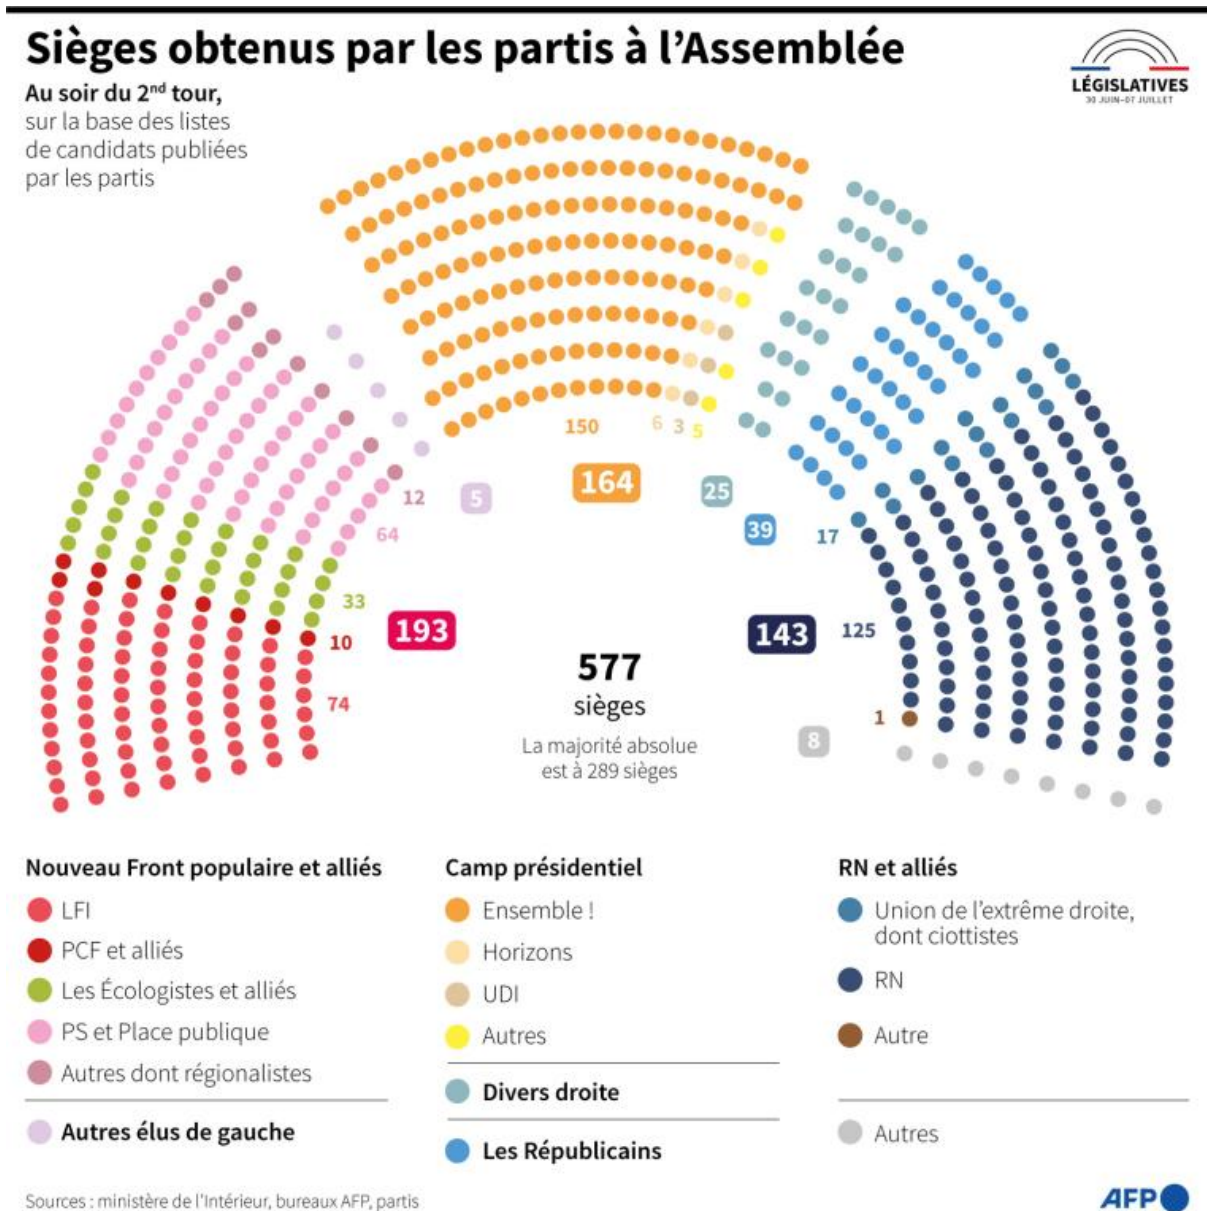 Sièges obtenus par les partis à l'Assemblée
LÉGISLATIVES
30 JUIN-07 JUILLET
Au soir du 2nd tour,
sur la base des listes
de candidats publiées
par les partis
150
6
3
5
164
12
5
25
64
39
17
33
193
143
125
10
577
74
sièges
1
La majorité absolue
est à 289 sièges
8
Nouveau Front populaire et alliés
LFI
PCF et alliés
Les Écologistes et alliés
PS et Place publique
Autres dont régionalistes
Autres élus de gauche
Camp présidentiel
Ensemble !
Horizons
UDI
Autres
Divers droite
Les Républicains
RN et alliés
Union de l'extrême droite,
dont ciottistes
RN
Autre
Autres
Sources : ministère de l'Intérieur, bureaux AFP, partis
AFP